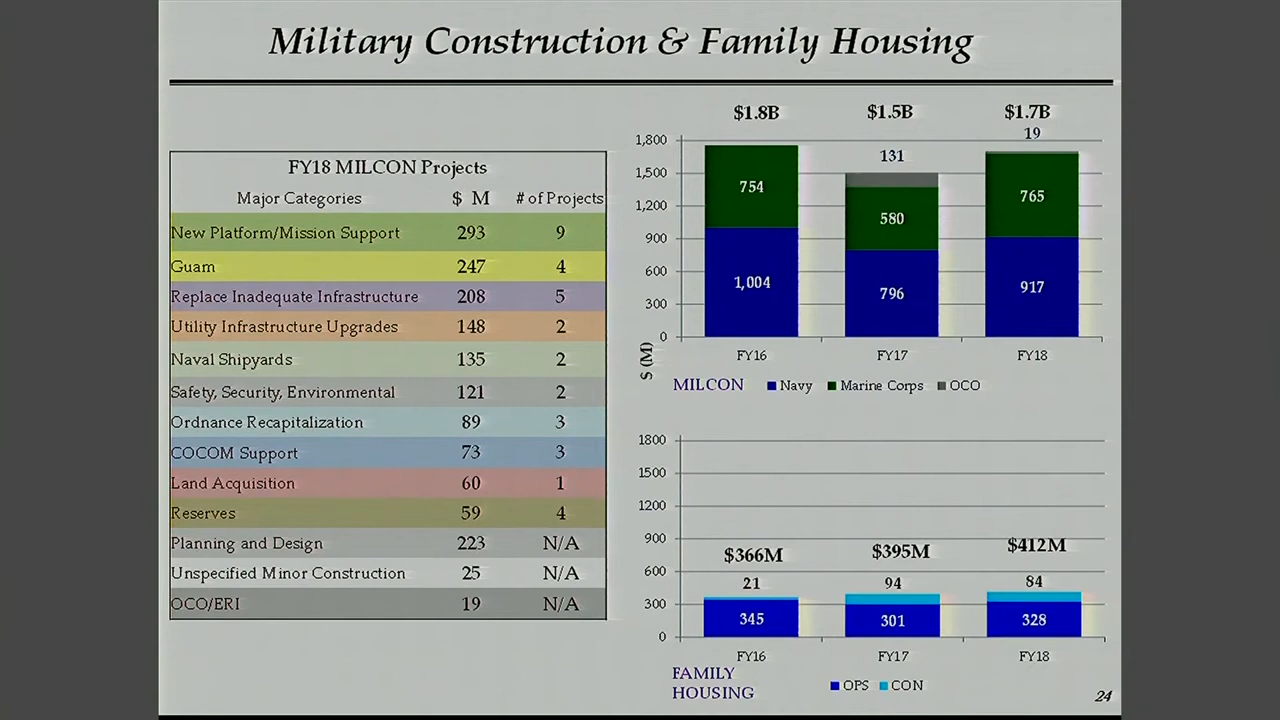 Military Construction & Family Housing
FY18 MILCON Projects
Major Categories $ M # of Projects
New Platform/Mission Support 293 9
Guam 247 4
Replace Inadequate Infrastructure 208 5
Utility Infrastructure Upgrades 148 2
Naval Shipyards 135 2
Safety, Security, Environmental 121 2
Ordnance Recapitalization 89 3
COCOM Support 73 3
Land Acquisition 60 1
Reserves 59 4
Planning and Design 223 N/A
Unspecified Minor Construction 25 N/A
OCO/ERI 19 N/A
$1.8B $1.5B $1.7B
19
1,800
131
1,500
754 580 765
1,200
900
600
1,004 796 917
300
0
FY16 FY17 FY18
$ (M)
MILCON Navy Marine Corps OCO
1800
1500
1200
900
$366M $395M $412M
600
21 94 84
300
345 301 328
0
FY16 FY17 FY18
FAMILY
HOUSING
OPS CON
24